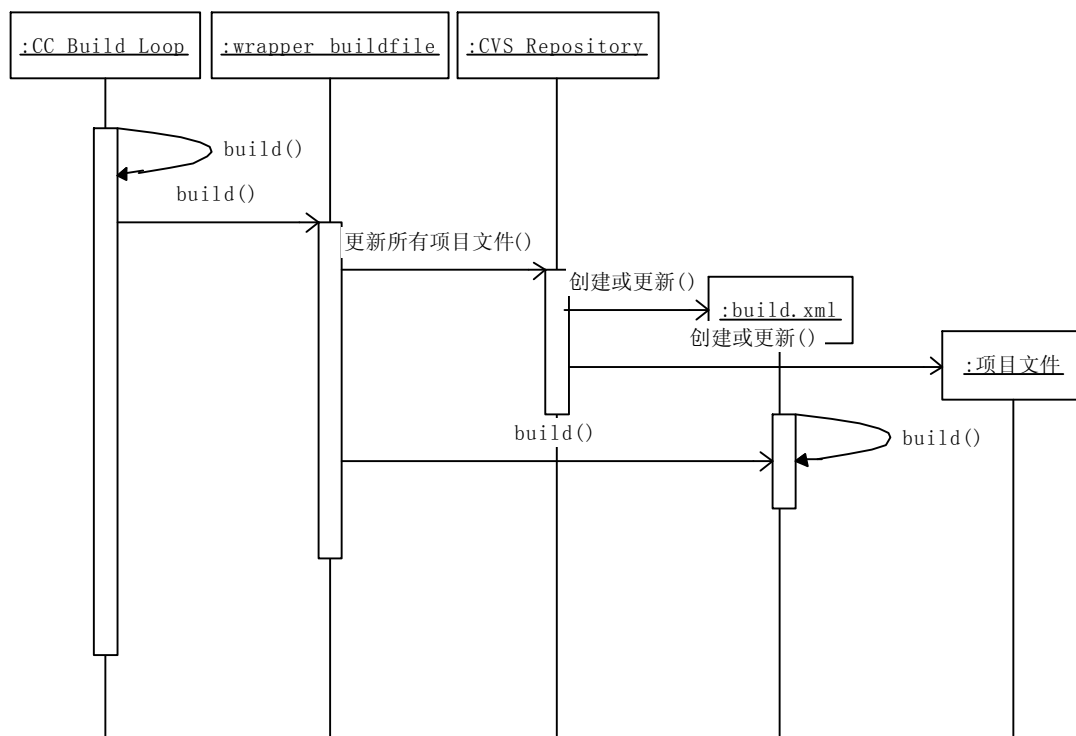 :CC Build Loop
:wrapper buildfile
:CVS Repository
build()
build()
更新所有项目文件()
创建或更新()
:build.xml
创建或更新()
:项目文件
build()
build()